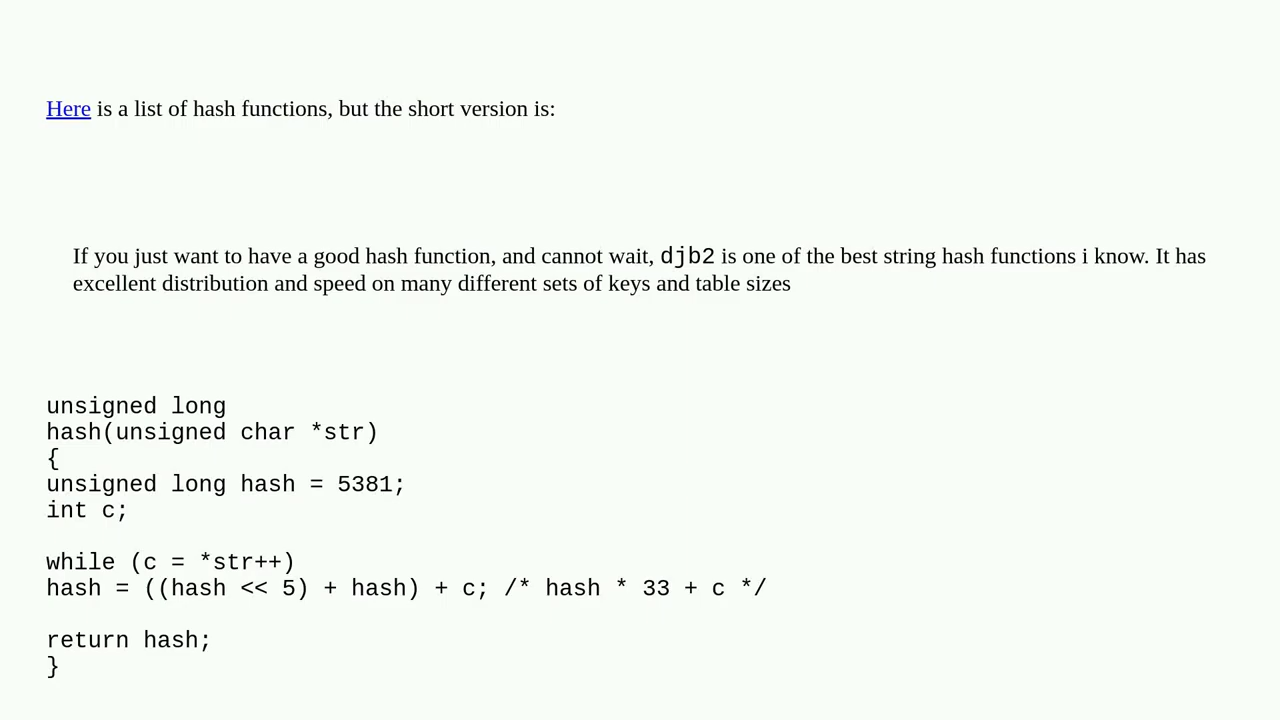 Here is a list of hash functions, but the short version is:
If you just want to have a good hash function, and cannot wait, djb2 is one of the best string hash functions i know. It has
excellent distribution and speed on many different sets of keys and table sizes
unsigned long
hash(unsigned char *str)
{
unsigned long hash = 5381;
int c;
while (c = *str++)
hash = ((hash << 5) + hash) + c; /* hash * 33 + c */
return hash;
}